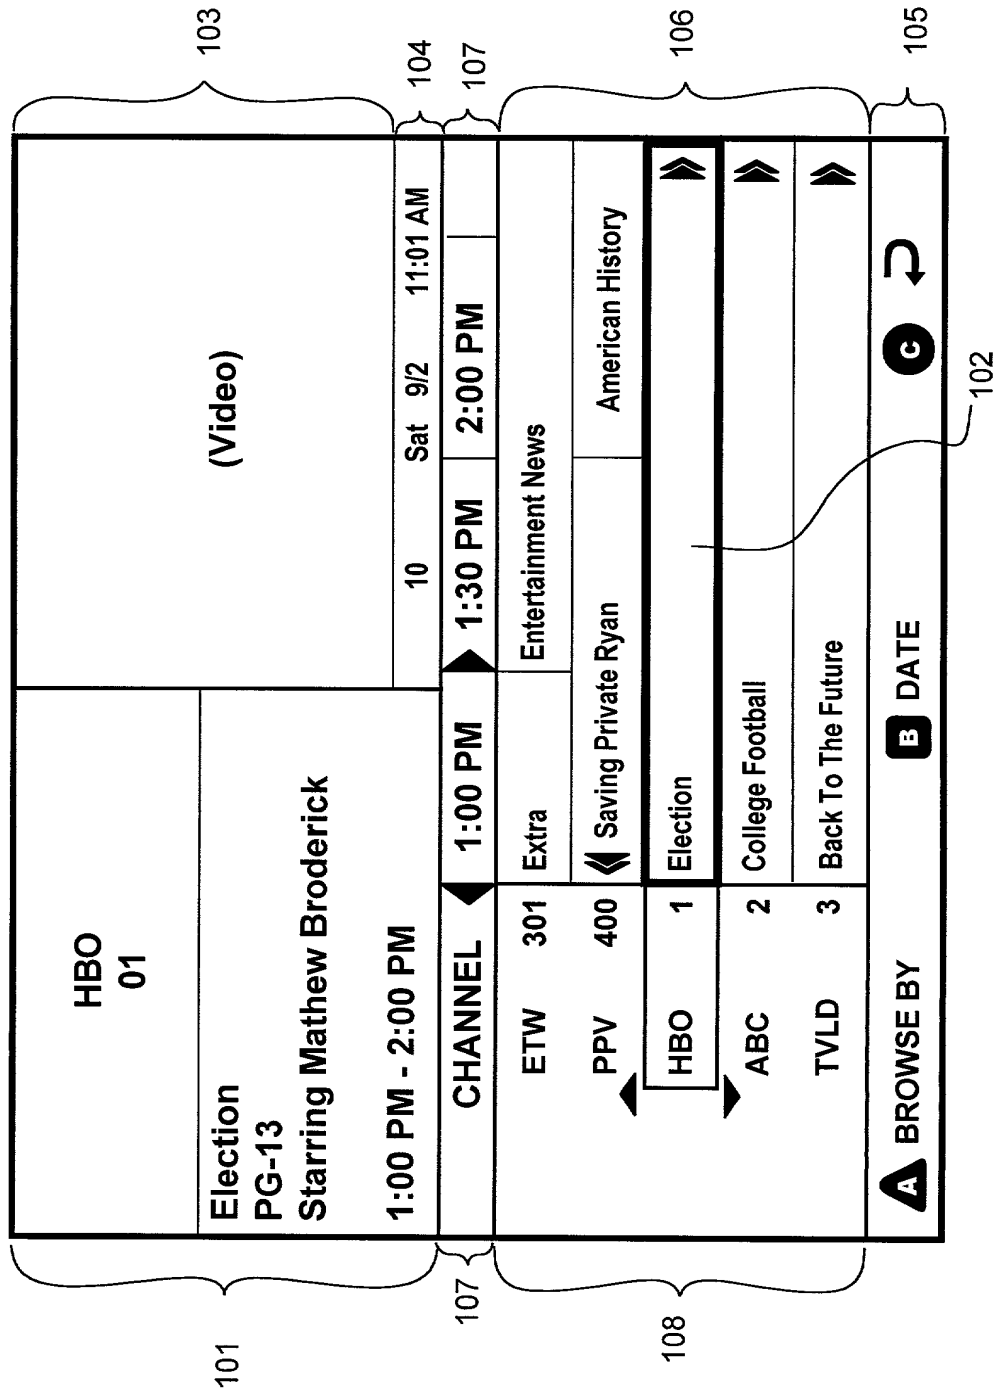 HBO
01
Election
PG-13
Starring Mathew Broderick
1:00 PM - 2:00 PM
(Video)
10 Sat 9/2 11:01 AM
CHANNEL 1:00 PM 1:30 PM 2:00 PM
ETW 301 Extra Entertainment News
PPV 400 Saving Private Ryan American History
HBO 1 Election
ABC 2 College Football
TVLD 3 Back To The Future
A BROWSE BY B DATE C
101
107
108
103
104
107
106
105
102